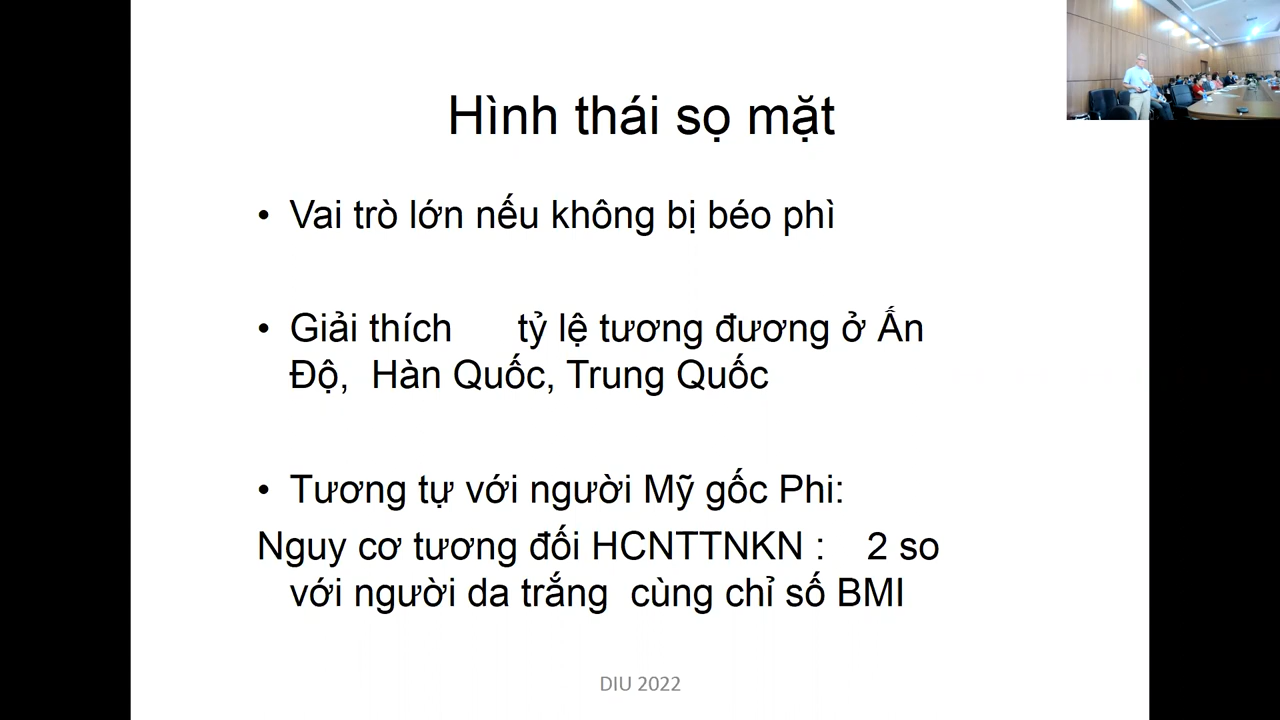 Hình thái sọ mặt
• Vai trò lớn nếu không bị béo phì
• Giải thích tỷ lệ tương đương ở Ấn
Độ, Hàn Quốc, Trung Quốc
• Tương tự với người Mỹ gốc Phi:
Nguy cơ tương đối HCNTTNKN : 2 so
với người da trắng cùng chỉ số BMI
DIU 2022